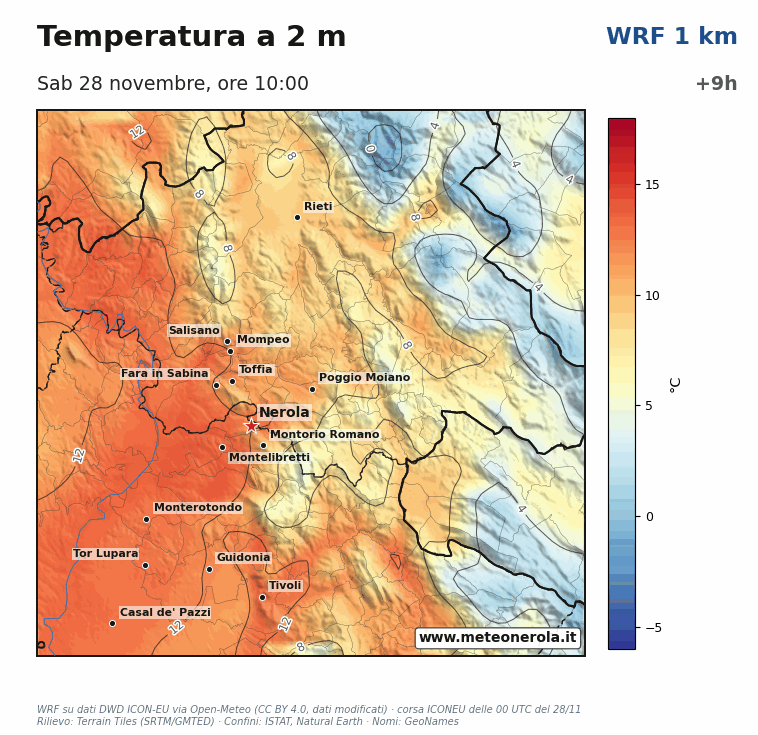 Temperatura a 2 m
WRF 1 km
Sab 28 novembre, ore 10:00
+9h
12
0
4
8
4
4
8
8
8
Rieti
4
Salisano
Mompeo
8
Fara in Sabina
Toffia
Poggio Moiano
Nerola
Montorio Romano
12
Montelibretti
4
Monterotondo
Tor Lupara
Guidonia
Tivoli
Casal de' Pazzi
12
12
8
www.meteonerola.it
15
10
5
0
−5
°C
WRF su dati DWD ICON-EU via Open-Meteo (CC BY 4.0, dati modificati) · corsa ICONEU delle 00 UTC del 28/11
Rilievo: Terrain Tiles (SRTM/GMTED) · Confini: ISTAT, Natural Earth · Nomi: GeoNames